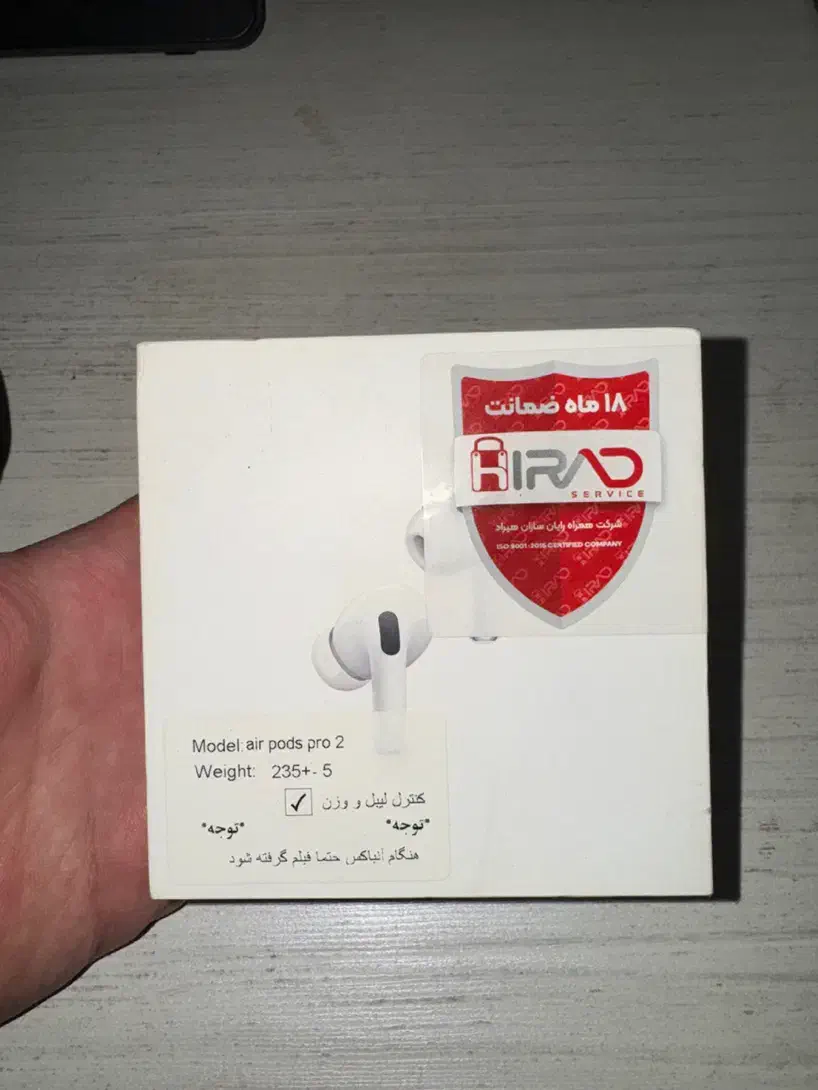 ۱۸ ماه ضمانت
HIRAD
SERVICE
شرکت همراه رایان سازان هیراد
ISO 9001:2015 CERTIFIED COMPANY
Model: air pods pro 2
Weight: 235+- 5
کنترل لیبل و وزن
*توجه* *توجه*
هنگام آنباکس حتما فیلم گرفته شود